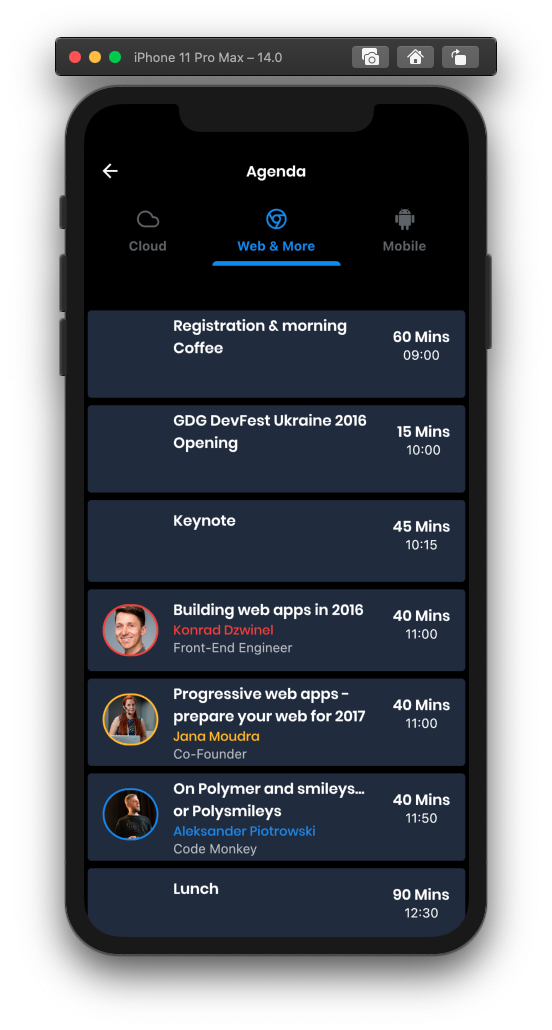 iPhone 11 Pro Max – 14.0
Agenda
Cloud
Web & More
Mobile
Registration & morning
Coffee
60 Mins
09:00
GDG DevFest Ukraine 2016
Opening
15 Mins
10:00
Keynote
45 Mins
10:15
Building web apps in 2016
Konrad Dzwinel
Front-End Engineer
40 Mins
11:00
Progressive web apps -
prepare your web for 2017
Jana Moudra
Co-Founder
40 Mins
11:00
On Polymer and smileys...
or Polysmileys
Aleksander Piotrowski
Code Monkey
40 Mins
11:50
Lunch
90 Mins
12:30